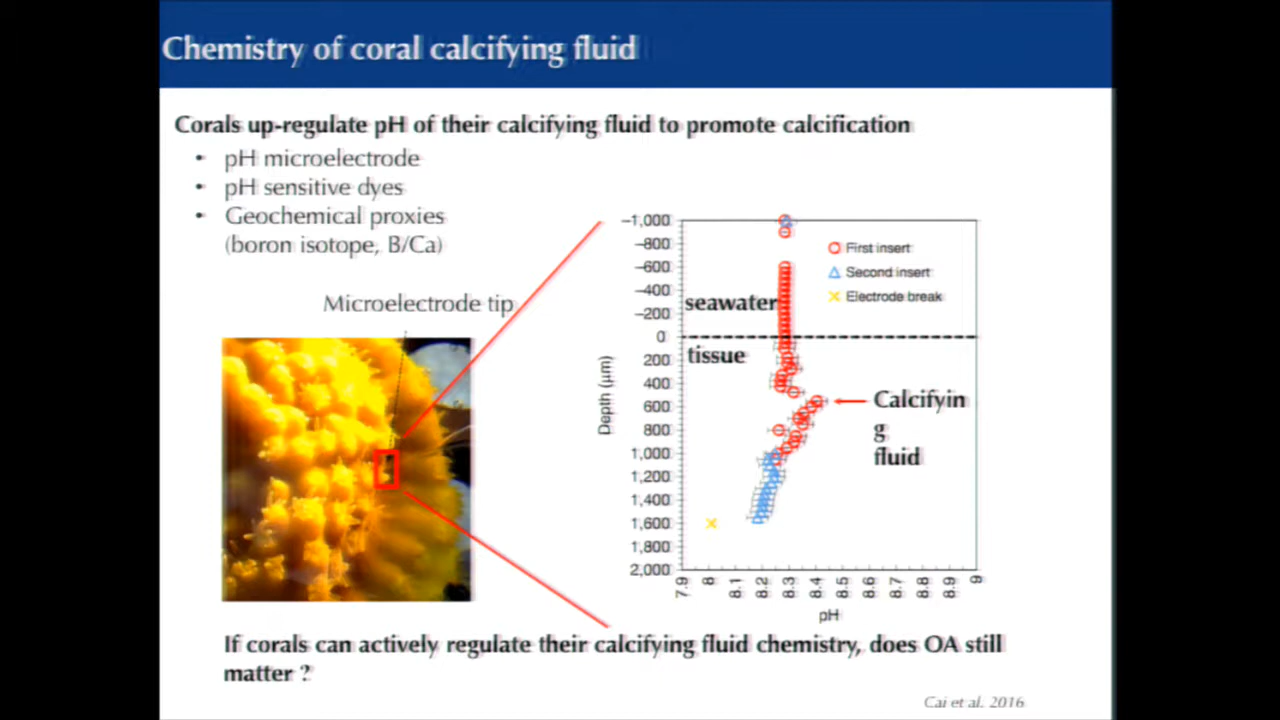 Chemistry of coral calcifying fluid
Corals up-regulate pH of their calcifying fluid to promote calcification
• pH microelectrode
• pH sensitive dyes
• Geochemical proxies
(boron isotope, B/Ca)
Microelectrode tip
−1,000
−800
−600
−400
−200
0
200
400
600
800
1,000
1,200
1,400
1,600
1,800
2,000
Depth (µm)
First insert
Second insert
Electrode break
seawater
tissue
Calcifyin
g
fluid
7.9 8 8.1 8.2 8.3 8.4 8.5 8.6 8.7 8.8 8.9 9
pH
If corals can actively regulate their calcifying fluid chemistry, does OA still
matter ?
Cai et al. 2016